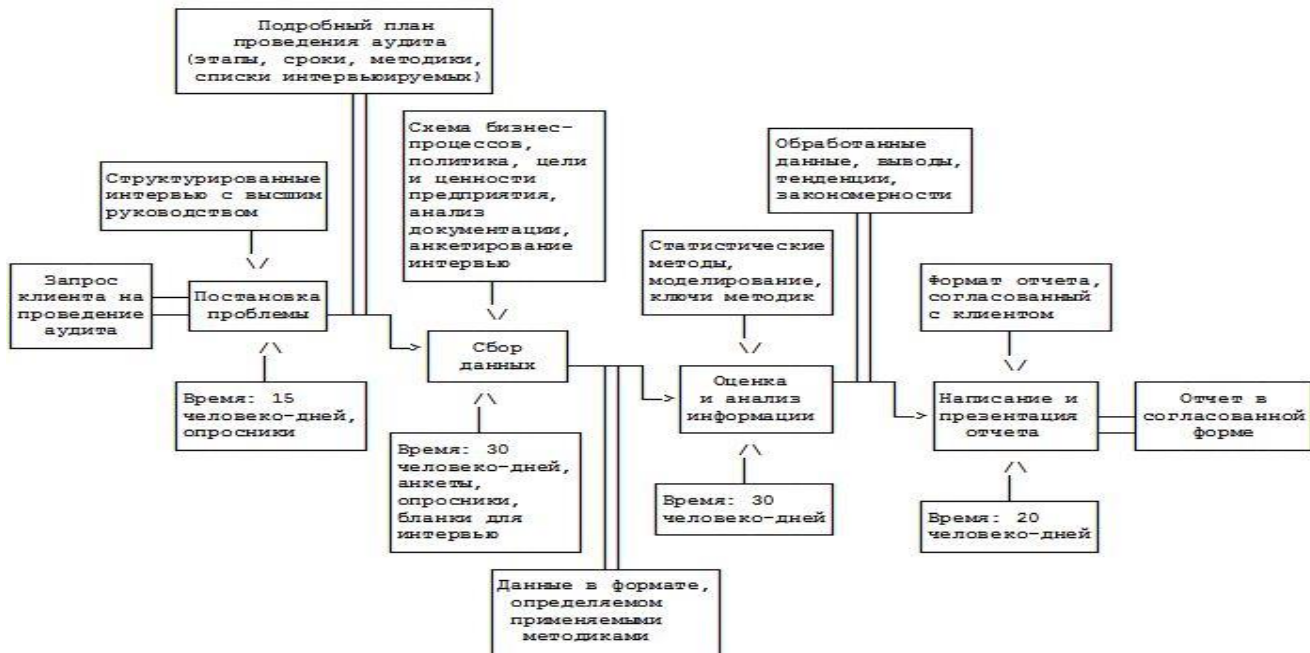 Подробный план
проведения аудита
(этапы, сроки, методики,
списки интервьюируемых)
Схема бизнес-
процессов,
политика, цели
и ценности
предприятия,
анализ
документации,
анкетирование
интервью
Обработанные
данные, выводы,
тенденции,
закономерности
Структурированные
интервью с высшим
руководством
Статистические
методы,
моделирование,
ключи методик
Формат отчета,
согласованный
с клиентом
Запрос
клиента на
проведение
аудита
Постановка
проблемы
Сбор
данных
Оценка
и анализ
информации
Написание и
презентация
отчета
Отчет в
согласованной
форме
Время: 15
человеко-дней,
опросники
Время: 30
человеко-дней,
анкеты,
опросники,
бланки для
интервью
Время: 30
человеко-дней
Время: 20
человеко-дней
Данные в формате,
определяемом
применяемыми
методиками